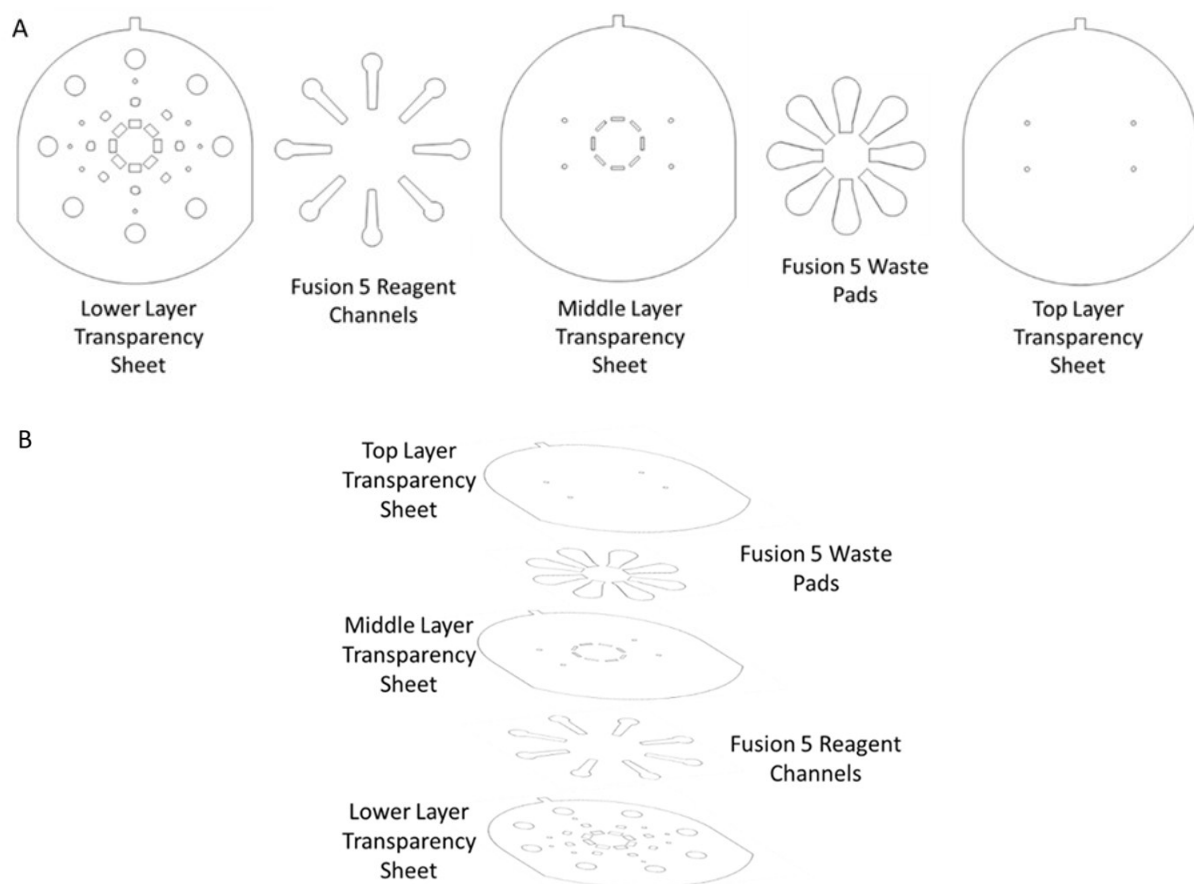 A
Lower Layer
Transparency
Sheet
Fusion 5 Reagent
Channels
Middle Layer
Transparency
Sheet
Fusion 5 Waste
Pads
Top Layer
Transparency
Sheet
B
Top Layer
Transparency
Sheet
Fusion 5 Waste
Pads
Middle Layer
Transparency
Sheet
Fusion 5 Reagent
Channels
Lower Layer
Transparency
Sheet